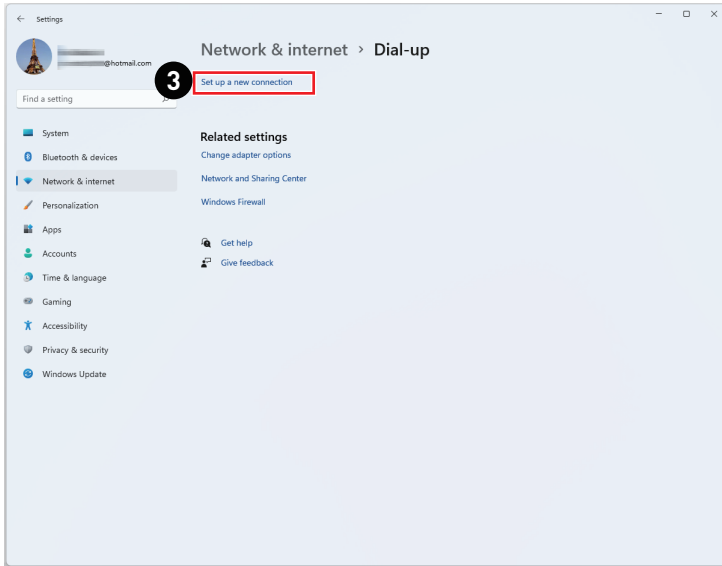 Settings
@hotmail.com
Find a setting
System
Bluetooth & devices
Network & internet
Personalization
Apps
Accounts
Time & language
Gaming
Accessibility
Privacy & security
Windows Update
Network & internet > Dial-up
3
Set up a new connection
Related settings
Change adapter options
Network and Sharing Center
Windows Firewall
Get help
Give feedback